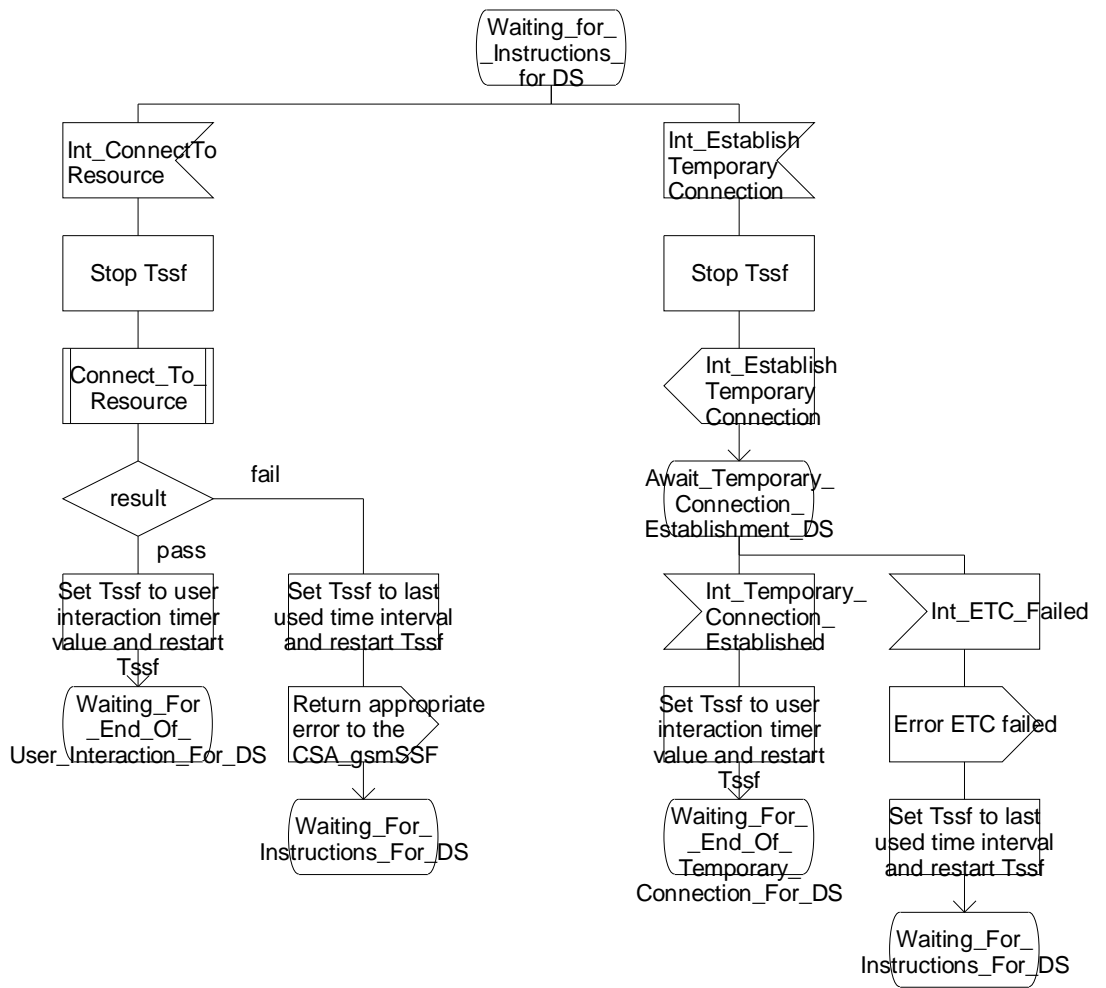 Waiting_for_
_Instructions_
for DS
Int_ConnectTo
Resource
Stop Tssf
Connect_To_
Resource
result
fail
pass
Set Tssf to user
interaction timer
value and restart
Tssf
Waiting_For
_End_Of_
User_Interaction_For_DS
Set Tssf to last
used time interval
and restart Tssf
Return appropriate
error to the
CSA_gsmSSF
Waiting_For_
Instructions_For_DS
Int_Establish
Temporary
Connection
Stop Tssf
Int_Establish
Temporary
Connection
Await_Temporary_
Connection_
Establishment_DS
Int_Temporary_
Connection_
Established
Set Tssf to user
interaction timer
value and restart
Tssf
Waiting_For_
_End_Of_
Temporary_
Connection_For_DS
Int_ETC_Failed
Error ETC failed
Set Tssf to last
used time interval
and restart Tssf
Waiting_For_
Instructions_For_DS